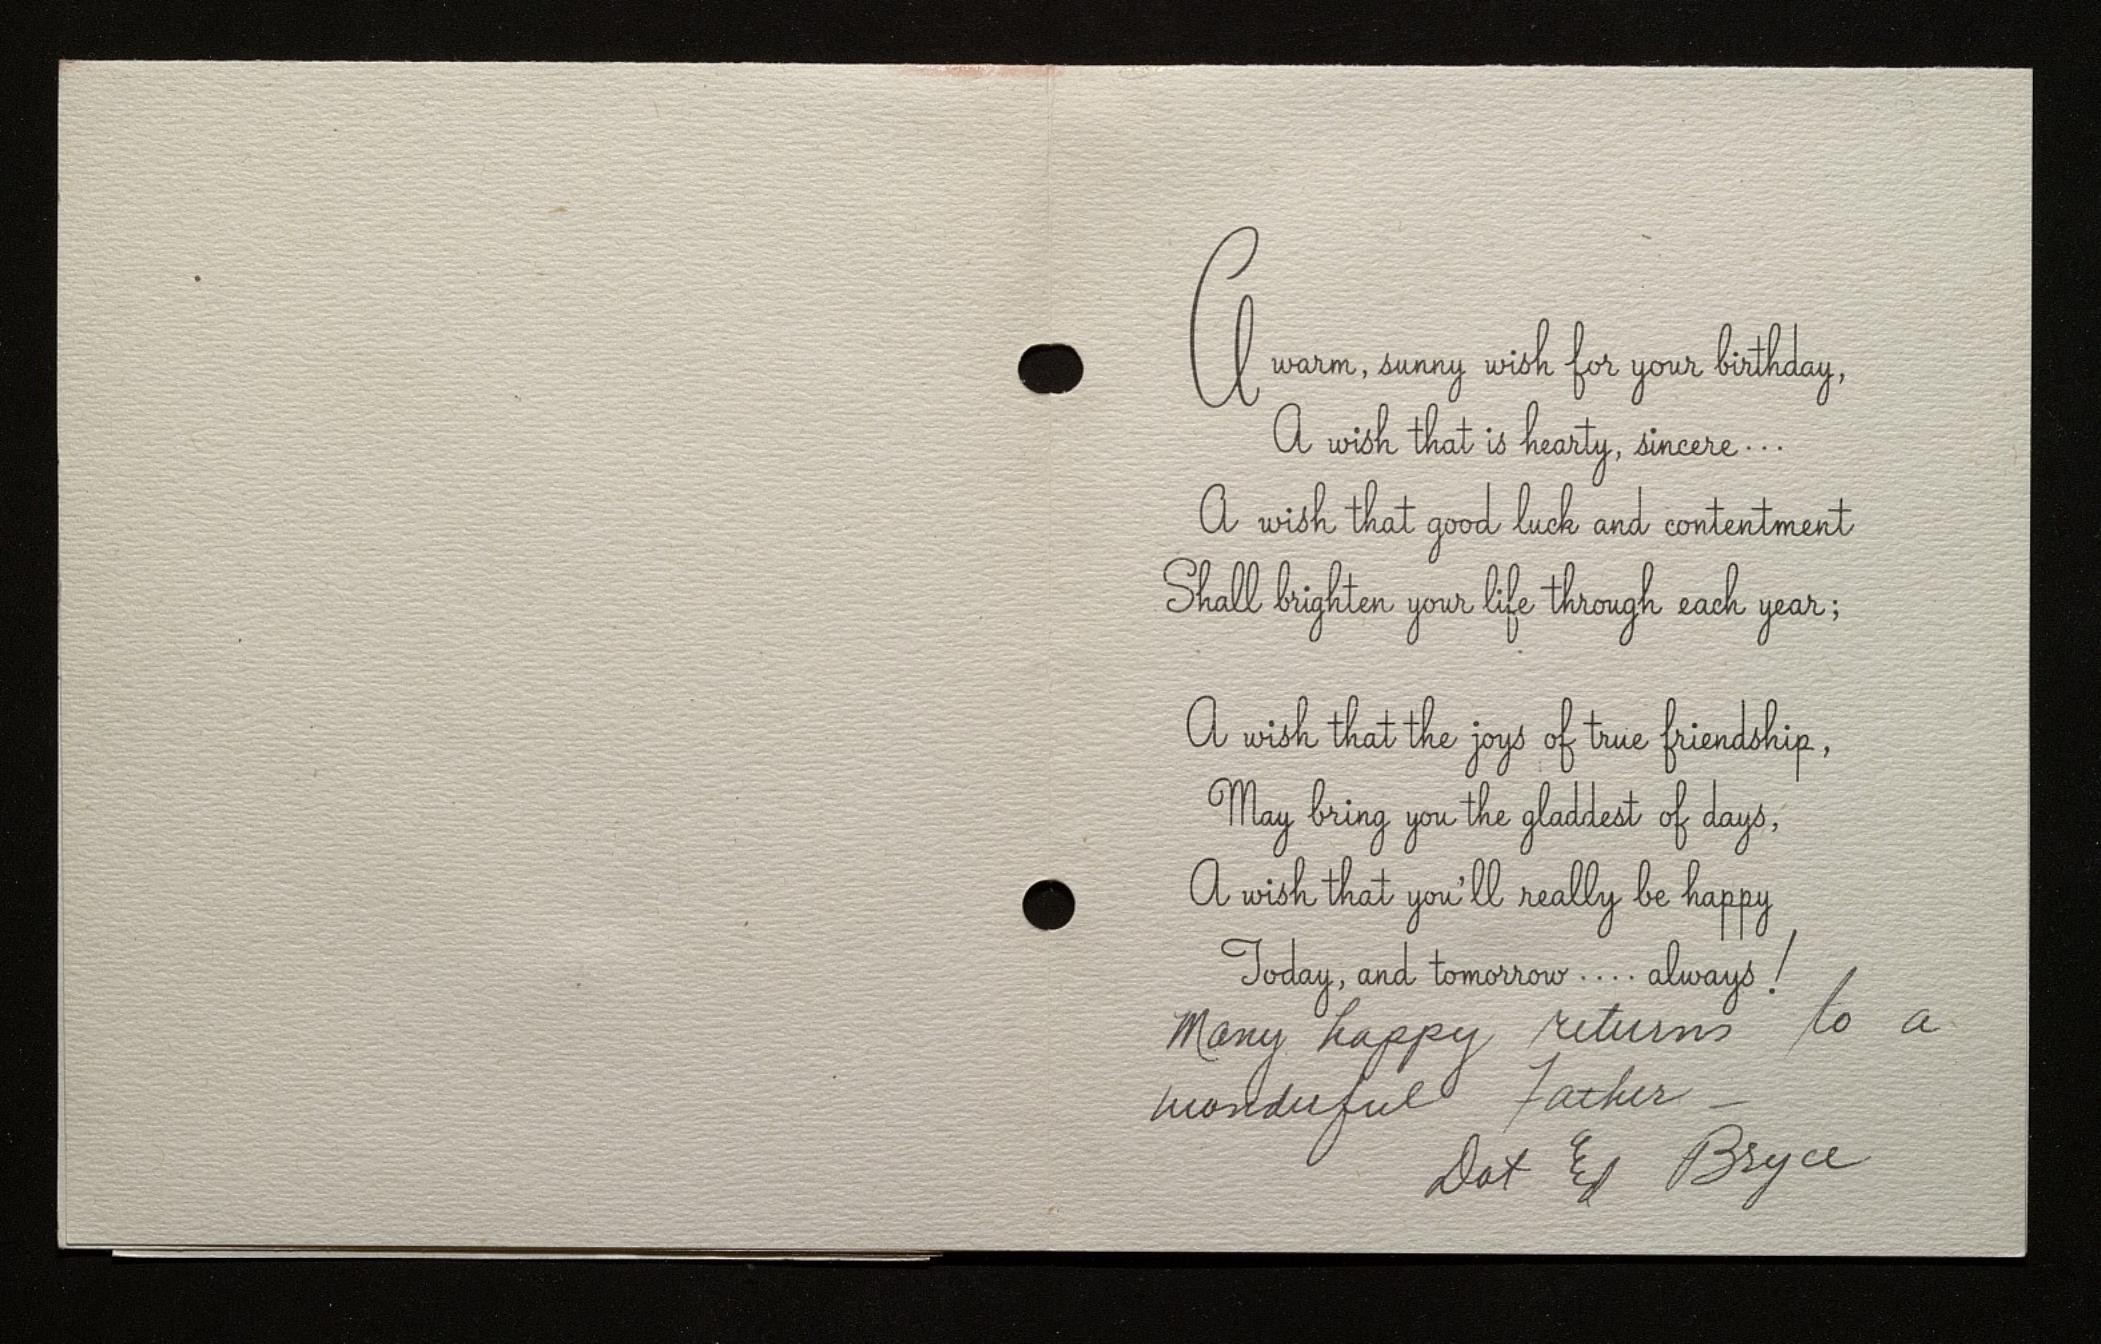 A warm, sunny wish for your birthday,
A wish that is hearty, sincere...
A wish that good luck and contentment
Shall brighten your life through each year;
A wish that the joys of true friendship,
May bring you the gladdest of days,
A wish that you'll really be happy
Today, and tomorrow.... always!
Many happy returns to a
wonderful Father —
Dot Ed Bryce